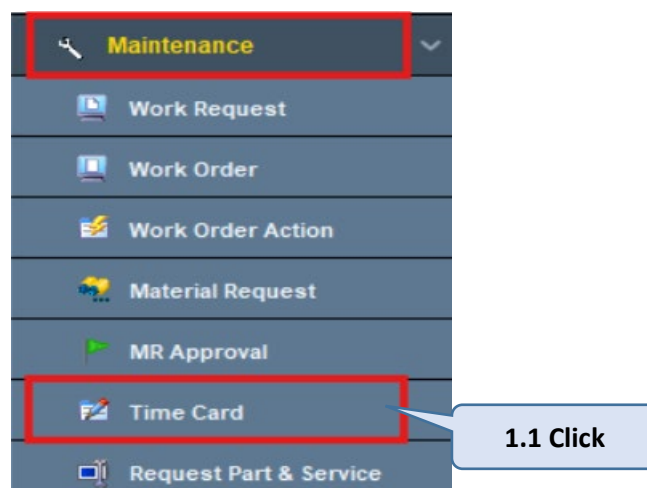 Maintenance
Work Request
Work Order
Work Order Action
Material Request
MR Approval
Time Card
1.1 Click
Request Part & Service